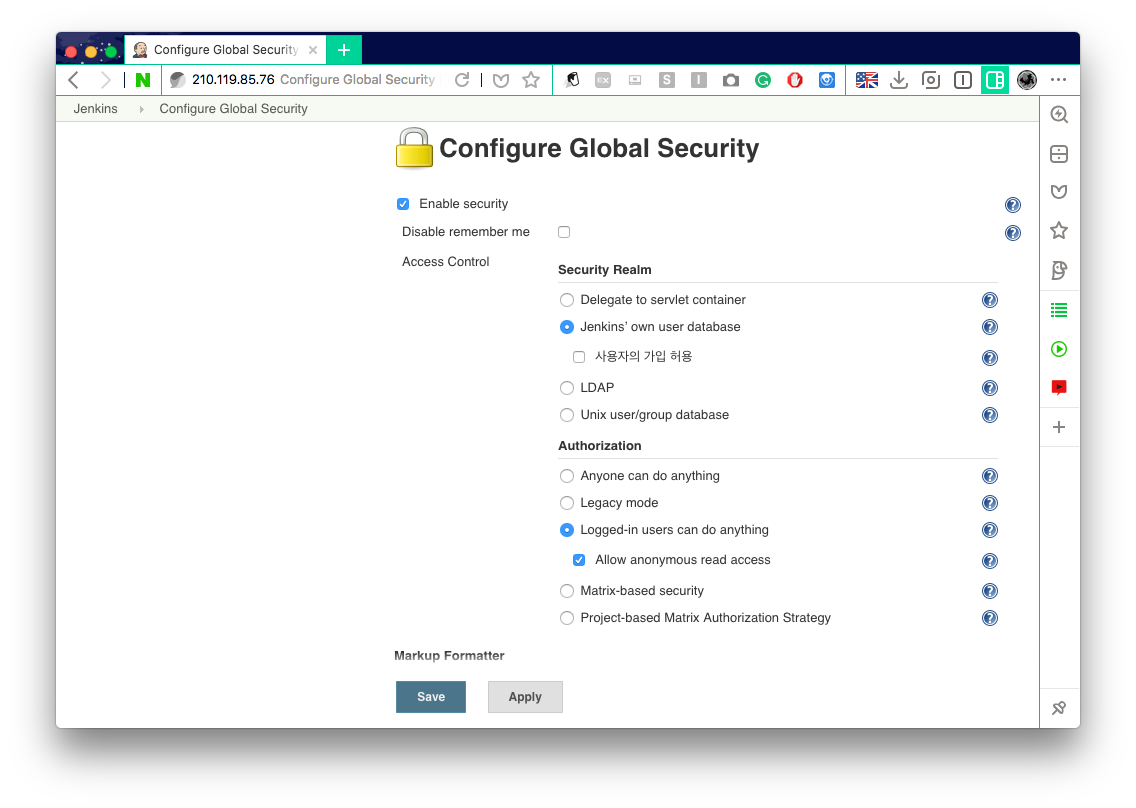 Configure Global Security
N
210.119.85.76 Configure Global Security
EX
S
I
G
Jenkins
Configure Global Security
Configure Global Security
Enable security
Disable remember me
Access Control
Security Realm
Delegate to servlet container
Jenkins' own user database
사용자의 가입 허용
LDAP
Unix user/group database
Authorization
Anyone can do anything
Legacy mode
Logged-in users can do anything
Allow anonymous read access
Matrix-based security
Project-based Matrix Authorization Strategy
Markup Formatter
Save
Apply